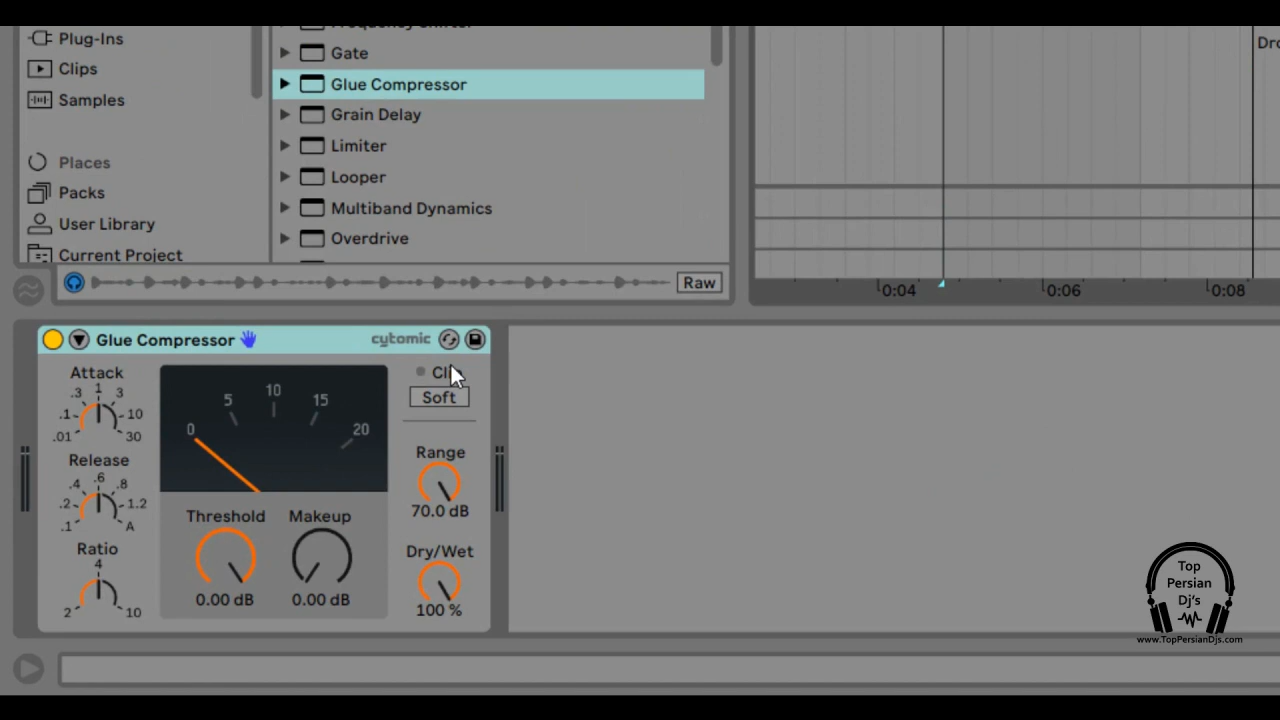 Plug-Ins
Clips
Samples
Places
Packs
User Library
Current Project
Gate
Glue Compressor
Grain Delay
Limiter
Looper
Multiband Dynamics
Overdrive
Raw
0:04
0:06
0:08
Glue Compressor
cytomic
Attack
.01 .1 .3 1 3 10 30
Release
.1 .2 .4 .6 .8 1.2 A
Ratio
2 4 10
0 5 10 15 20
Threshold
0.00 dB
Makeup
0.00 dB
Soft
Range
70.0 dB
Dry/Wet
100 %
Top
Persian
Dj's
www.TopPersianDjs.com